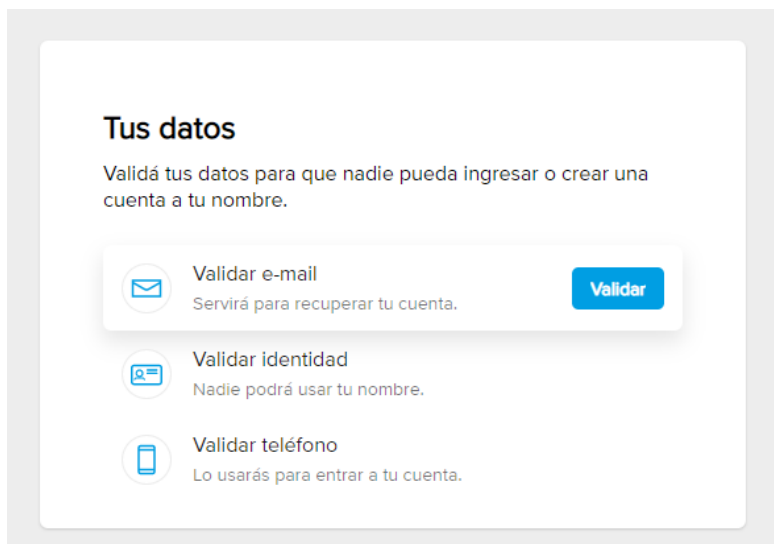 Tus datos
Validá tus datos para que nadie pueda ingresar o crear una
cuenta a tu nombre.
Validar e-mail
Servirá para recuperar tu cuenta.
Validar
Validar identidad
Nadie podrá usar tu nombre.
Validar teléfono
Lo usarás para entrar a tu cuenta.